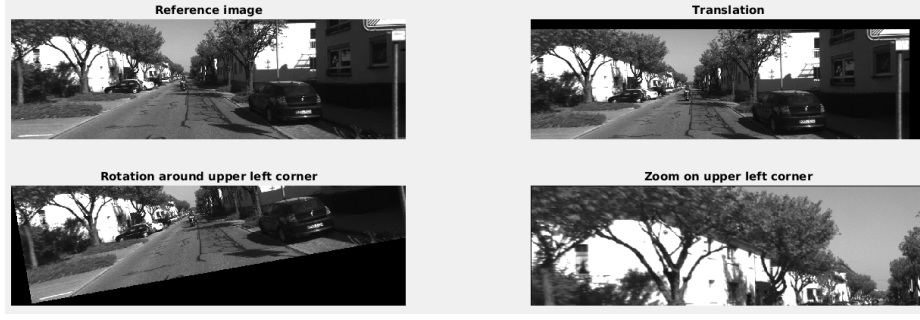 Reference image
Translation
Rotation around upper left corner
Zoom on upper left corner